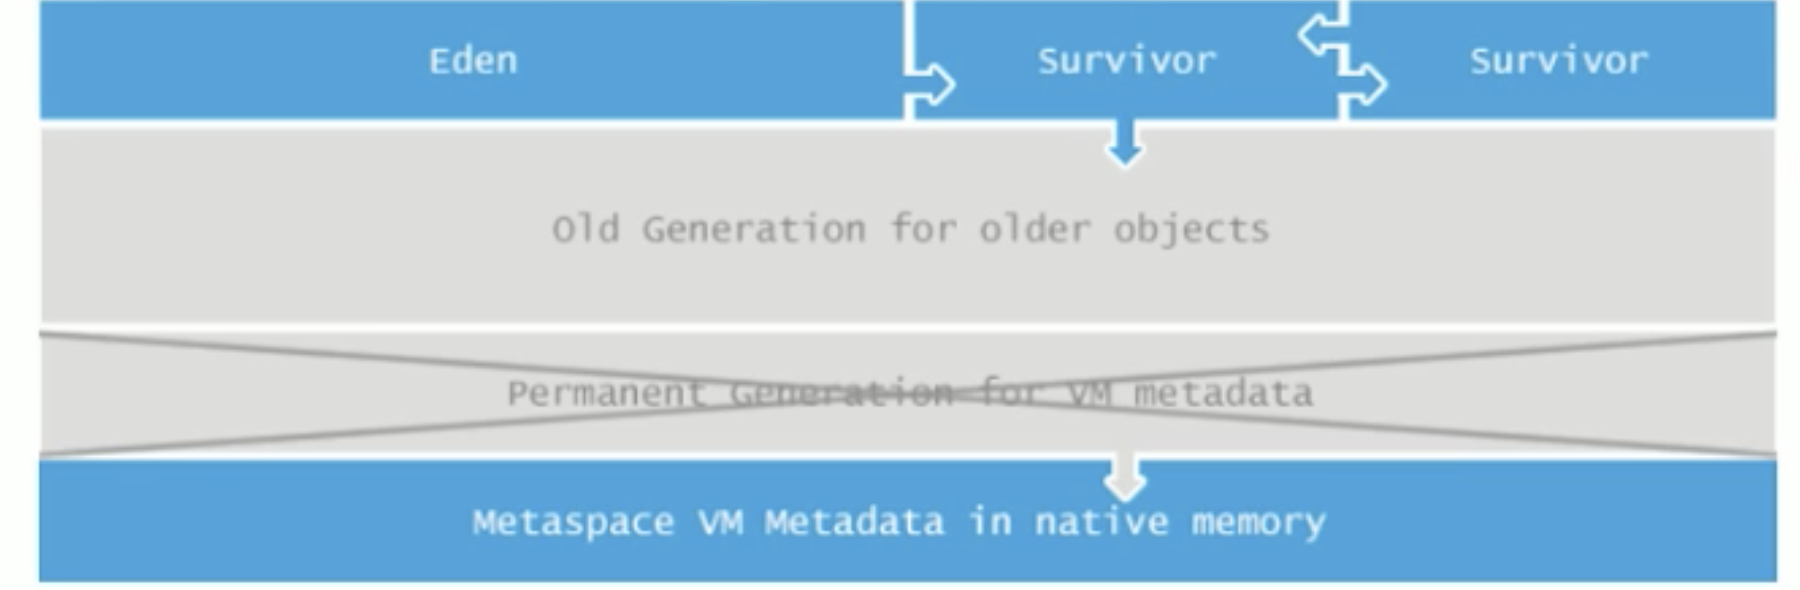 Eden
Survivor
Survivor
Old Generation for older objects
Permanent Generation for VM metadata
Metaspace VM Metadata in native memory